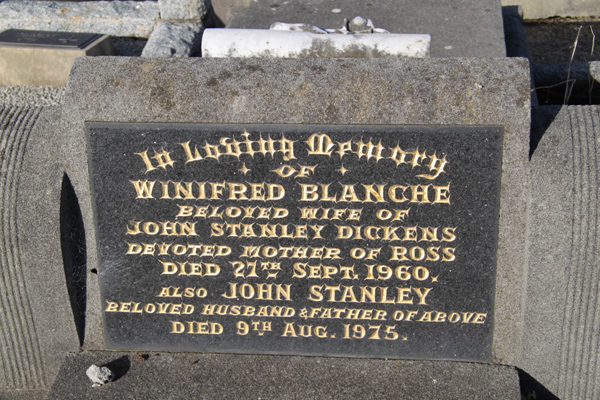 In Loving Memory
OF
WINIFRED BLANCHE
BELOVED WIFE OF
JOHN STANLEY DICKENS
DEVOTED MOTHER OF ROSS
DIED 27TH SEPT. 1960.
ALSO JOHN STANLEY
BELOVED HUSBAND & FATHER OF ABOVE
DIED 9TH AUG. 1975.